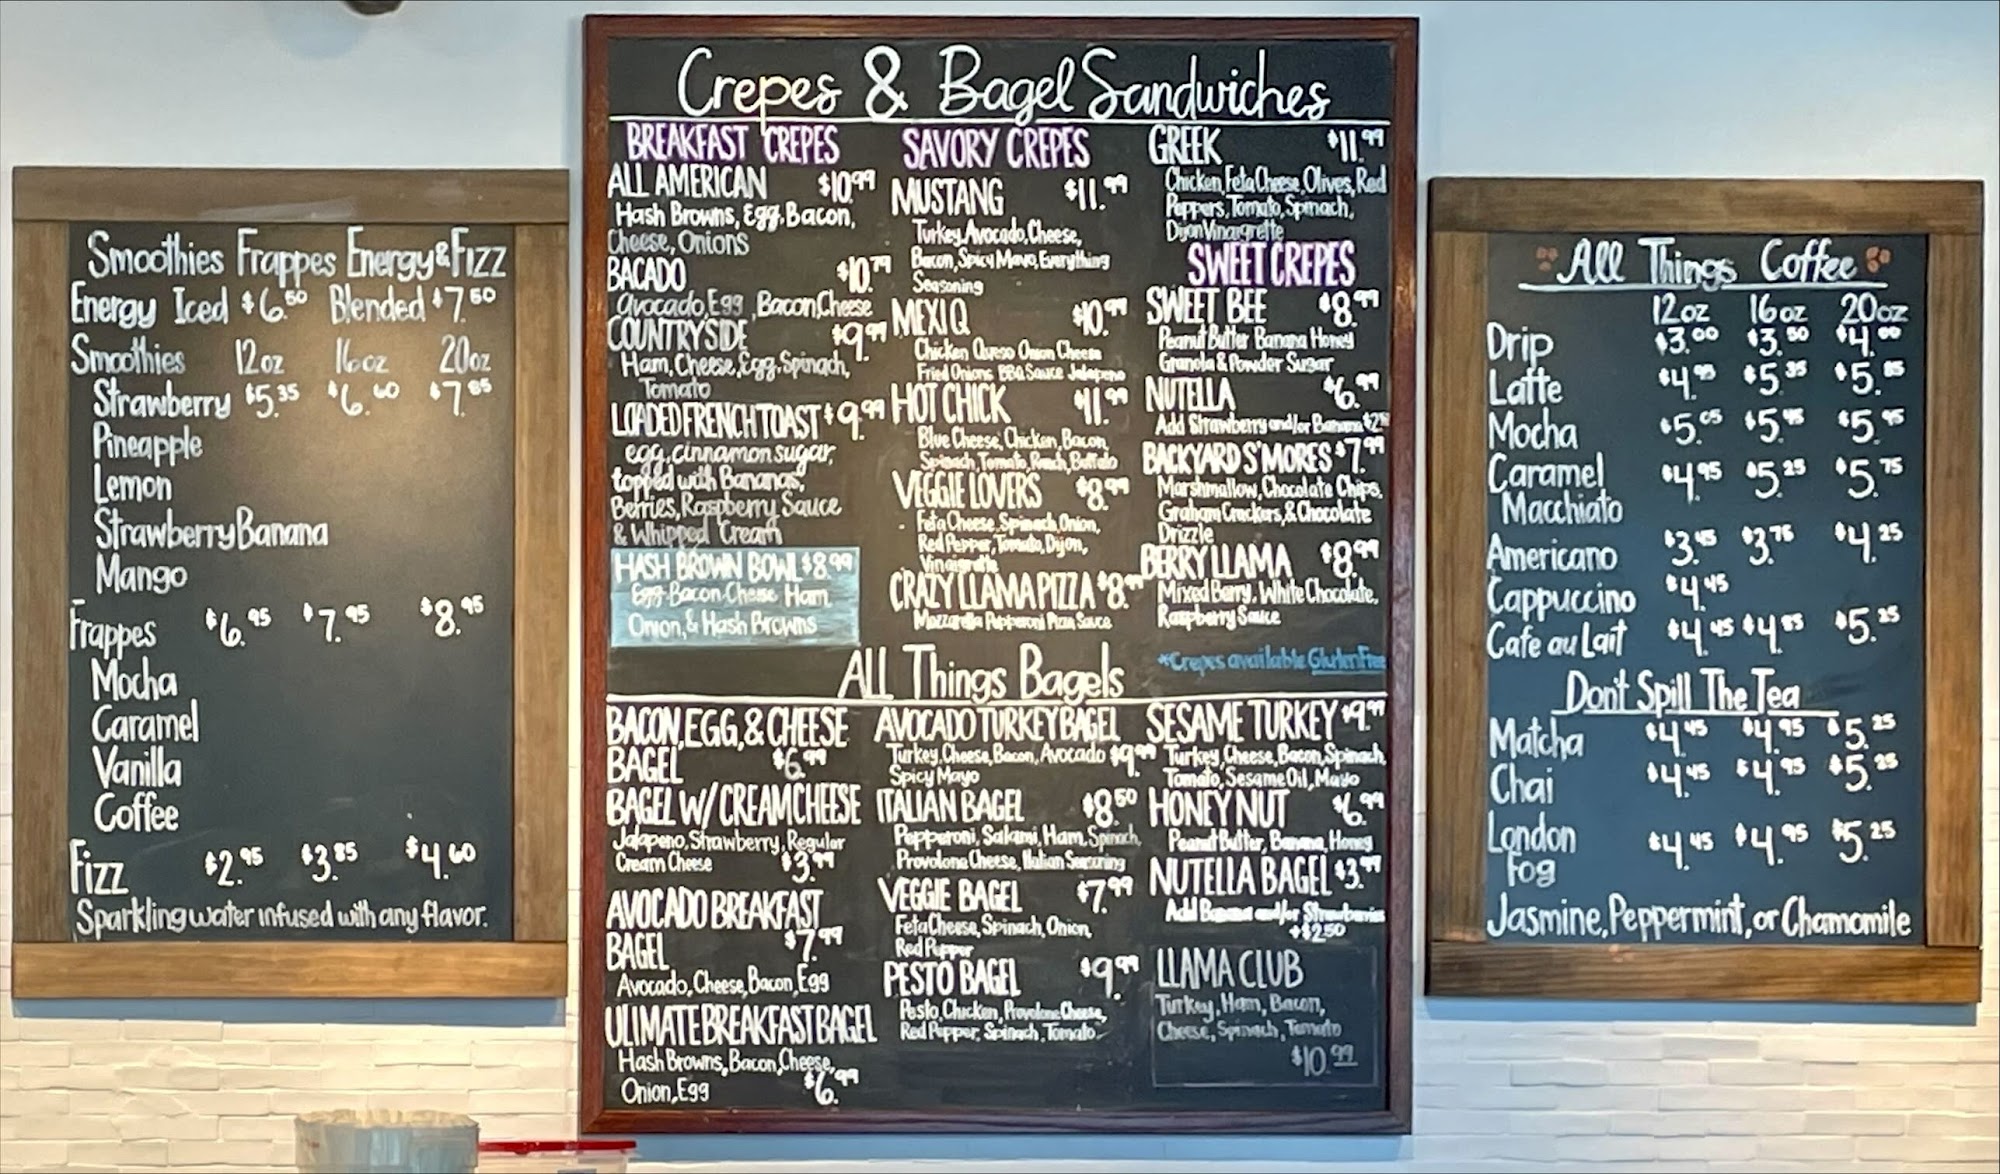 Smoothies Frappes Energy & Fizz
Energy Iced $6.50 Blended $7.50
Smoothies 12oz 16oz 20oz
Strawberry $5.35 $6.60 $7.85
Pineapple
Lemon
Strawberry Banana
Mango
Frappes $6.95 $7.95 $8.95
Mocha
Caramel
Vanilla
Coffee
Fizz $2.95 $3.85 $4.60
Sparkling water infused with any flavor.
Crepes & Bagel Sandwiches
BREAKFAST CREPES
ALL AMERICAN $10.99
Hash Browns, Egg, Bacon,
Cheese, Onions
BACADO $10.79
Avocado, Egg, Bacon, Cheese
COUNTRYSIDE $9.99
Ham, Cheese, Egg, Spinach,
Tomato
LOADED FRENCH TOAST $9.99
egg, cinnamon sugar,
topped with Bananas,
Berries, Raspberry Sauce
& Whipped Cream
HASH BROWN BOWL $8.99
Egg Bacon Cheese Ham
Onion, & Hash Browns
SAVORY CREPES
MUSTANG $11.99
Turkey, Avocado, Cheese,
Bacon, Spicy Mayo, Everything
Seasoning
MEXI Q $10.99
Chicken Queso Onion Cheese
Fried Onions BBQ Sauce Jalapeno
HOT CHICK $11.99
Blue Cheese, Chicken, Bacon,
Spinach, Tomato, Ranch, Buffalo
VEGGIE LOVERS $8.99
Feta Cheese, Spinach, Onion,
Red Pepper, Tomato, Dijon,
Vinaigrette
CRAZY LLAMA PIZZA $8.99
Mozzarella Pepperoni Pizza Sauce
GREEK $11.99
Chicken, Feta Cheese, Olives, Red
Peppers, Tomato, Spinach,
Dijon Vinaigrette
SWEET CREPES
SWEET BEE $8.99
Peanut Butter Banana Honey
Granola & Powder Sugar
NUTELLA $6.99
Add Strawberry and/or Banana
BACKYARD S'MORES $7.99
Marshmallow, Chocolate Chips,
Graham Crackers, & Chocolate
Drizzle
BERRY LLAMA $8.99
Mixed Berry, White Chocolate,
Raspberry Sauce
*Crepes available Gluten Free
ALL Things Bagels
BACON, EGG, & CHEESE
BAGEL $6.99
BAGEL W/ CREAM CHEESE
Jalapeno, Strawberry, Regular
Cream Cheese $3.99
AVOCADO BREAKFAST
BAGEL $7.99
Avocado, Cheese, Bacon, Egg
ULIMATE BREAKFAST BAGEL
Hash Browns, Bacon, Cheese,
Onion, Egg $6.99
AVOCADO TURKEY BAGEL
Turkey, Cheese, Bacon, Avocado $9.99
Spicy Mayo
ITALIAN BAGEL $8.50
Pepperoni, Salami, Ham, Spinach,
Provolone Cheese, Italian Seasoning
VEGGIE BAGEL $7.99
Feta Cheese, Spinach, Onion,
Red Pepper
PESTO BAGEL $9.99
Pesto, Chicken, Provolone Cheese,
Red Pepper, Spinach, Tomato
SESAME TURKEY $9.99
Turkey, Cheese, Bacon, Spinach,
Tomato, Sesame Oil, Mayo
HONEY NUT $6.99
Peanut Butter, Banana, Honey
NUTELLA BAGEL $3.99
Add Banana and/or Strawberries
+$2.50
LLAMA CLUB
Turkey, Ham, Bacon,
Cheese, Spinach, Tomato
$10.99
All Things Coffee
12oz 16oz 20oz
Drip $3.00 $3.50 $4.00
Latte $4.95 $5.35 $5.85
Mocha $5.05 $5.45 $5.95
Caramel $4.95 $5.25 $5.75
Macchiato
Americano $3.45 $3.75 $4.25
Cappuccino $4.45
Cafe au Lait $4.45 $4.85 $5.25
Don't Spill The Tea
Matcha $4.45 $4.95 $5.25
Chai $4.45 $4.95 $5.25
London $4.45 $4.95 $5.25
Fog
Jasmine, Peppermint, or Chamomile